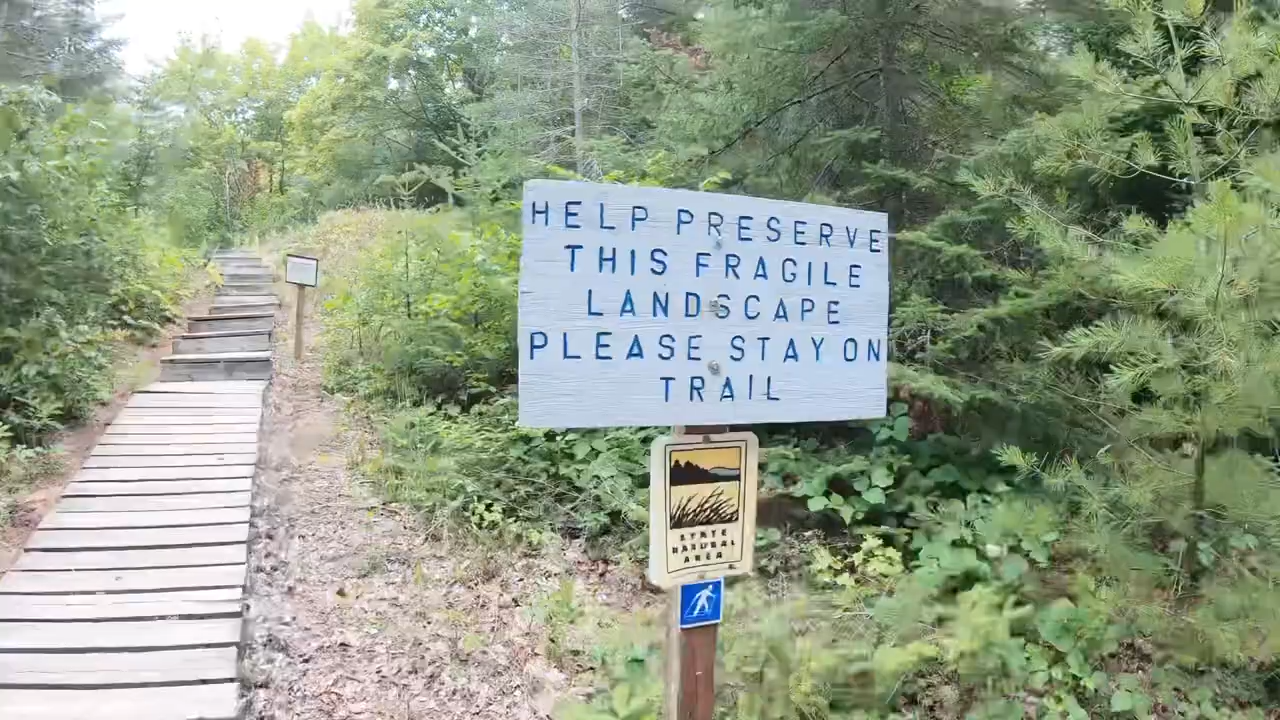 HELP PRESERVE
THIS FRAGILE
LANDSCAPE
PLEASE STAY ON
TRAIL
STATE
NATURAL
AREA